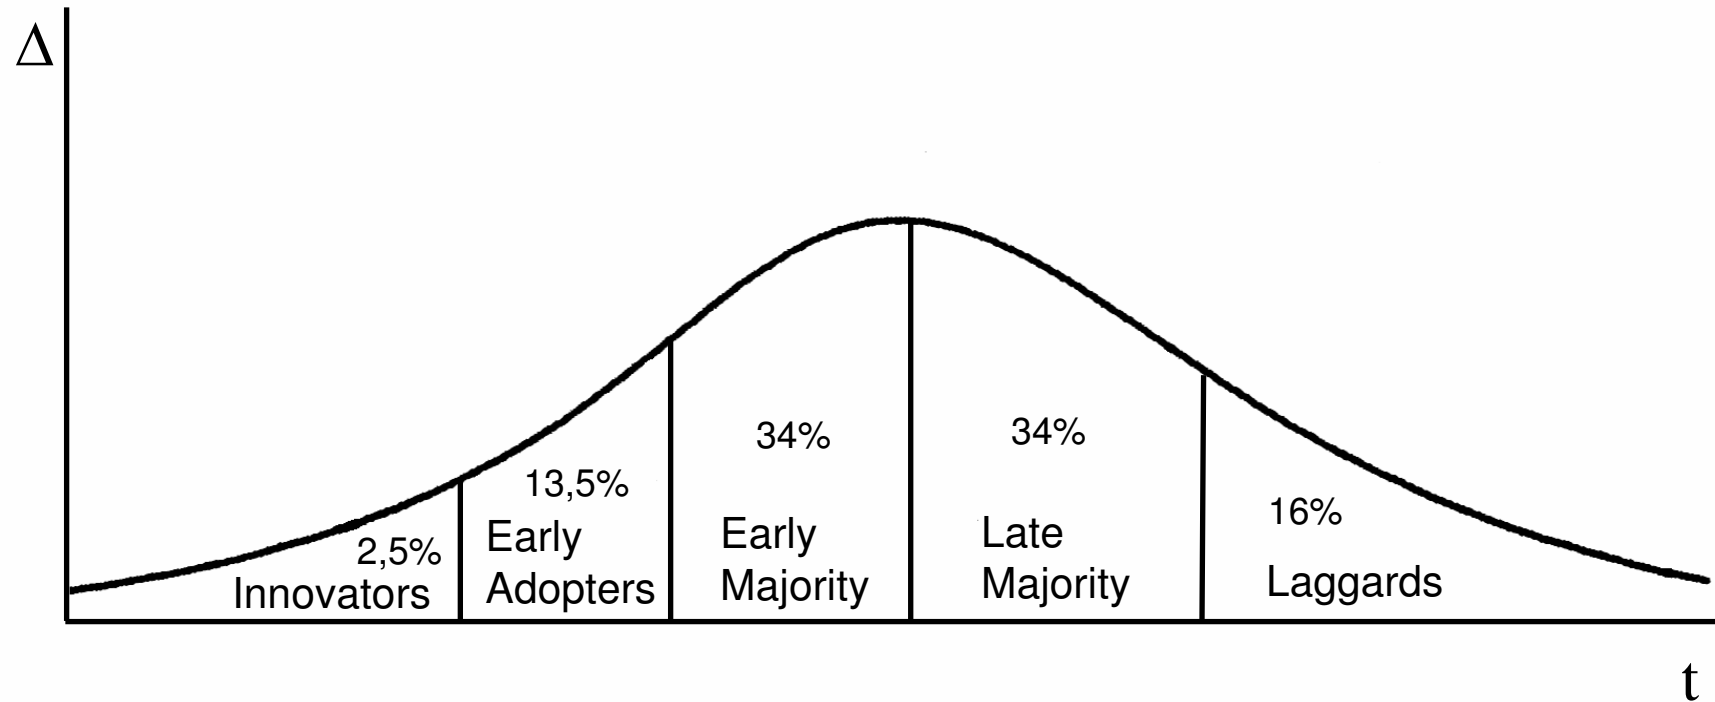 Δ
2,5%
Innovators
13,5%
Early
Adopters
34%
Early
Majority
34%
Late
Majority
16%
Laggards
t